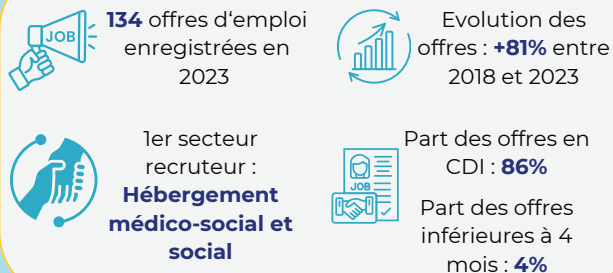 JOB
134 offres d‘emploi
enregistrées en
2023
Evolution des
offres : +81% entre
2018 et 2023
1er secteur
recruteur :
Hébergement
médico-social et
social
JOB
Part des offres en
CDI : 86%
Part des offres
inférieures à 4
mois : 4%